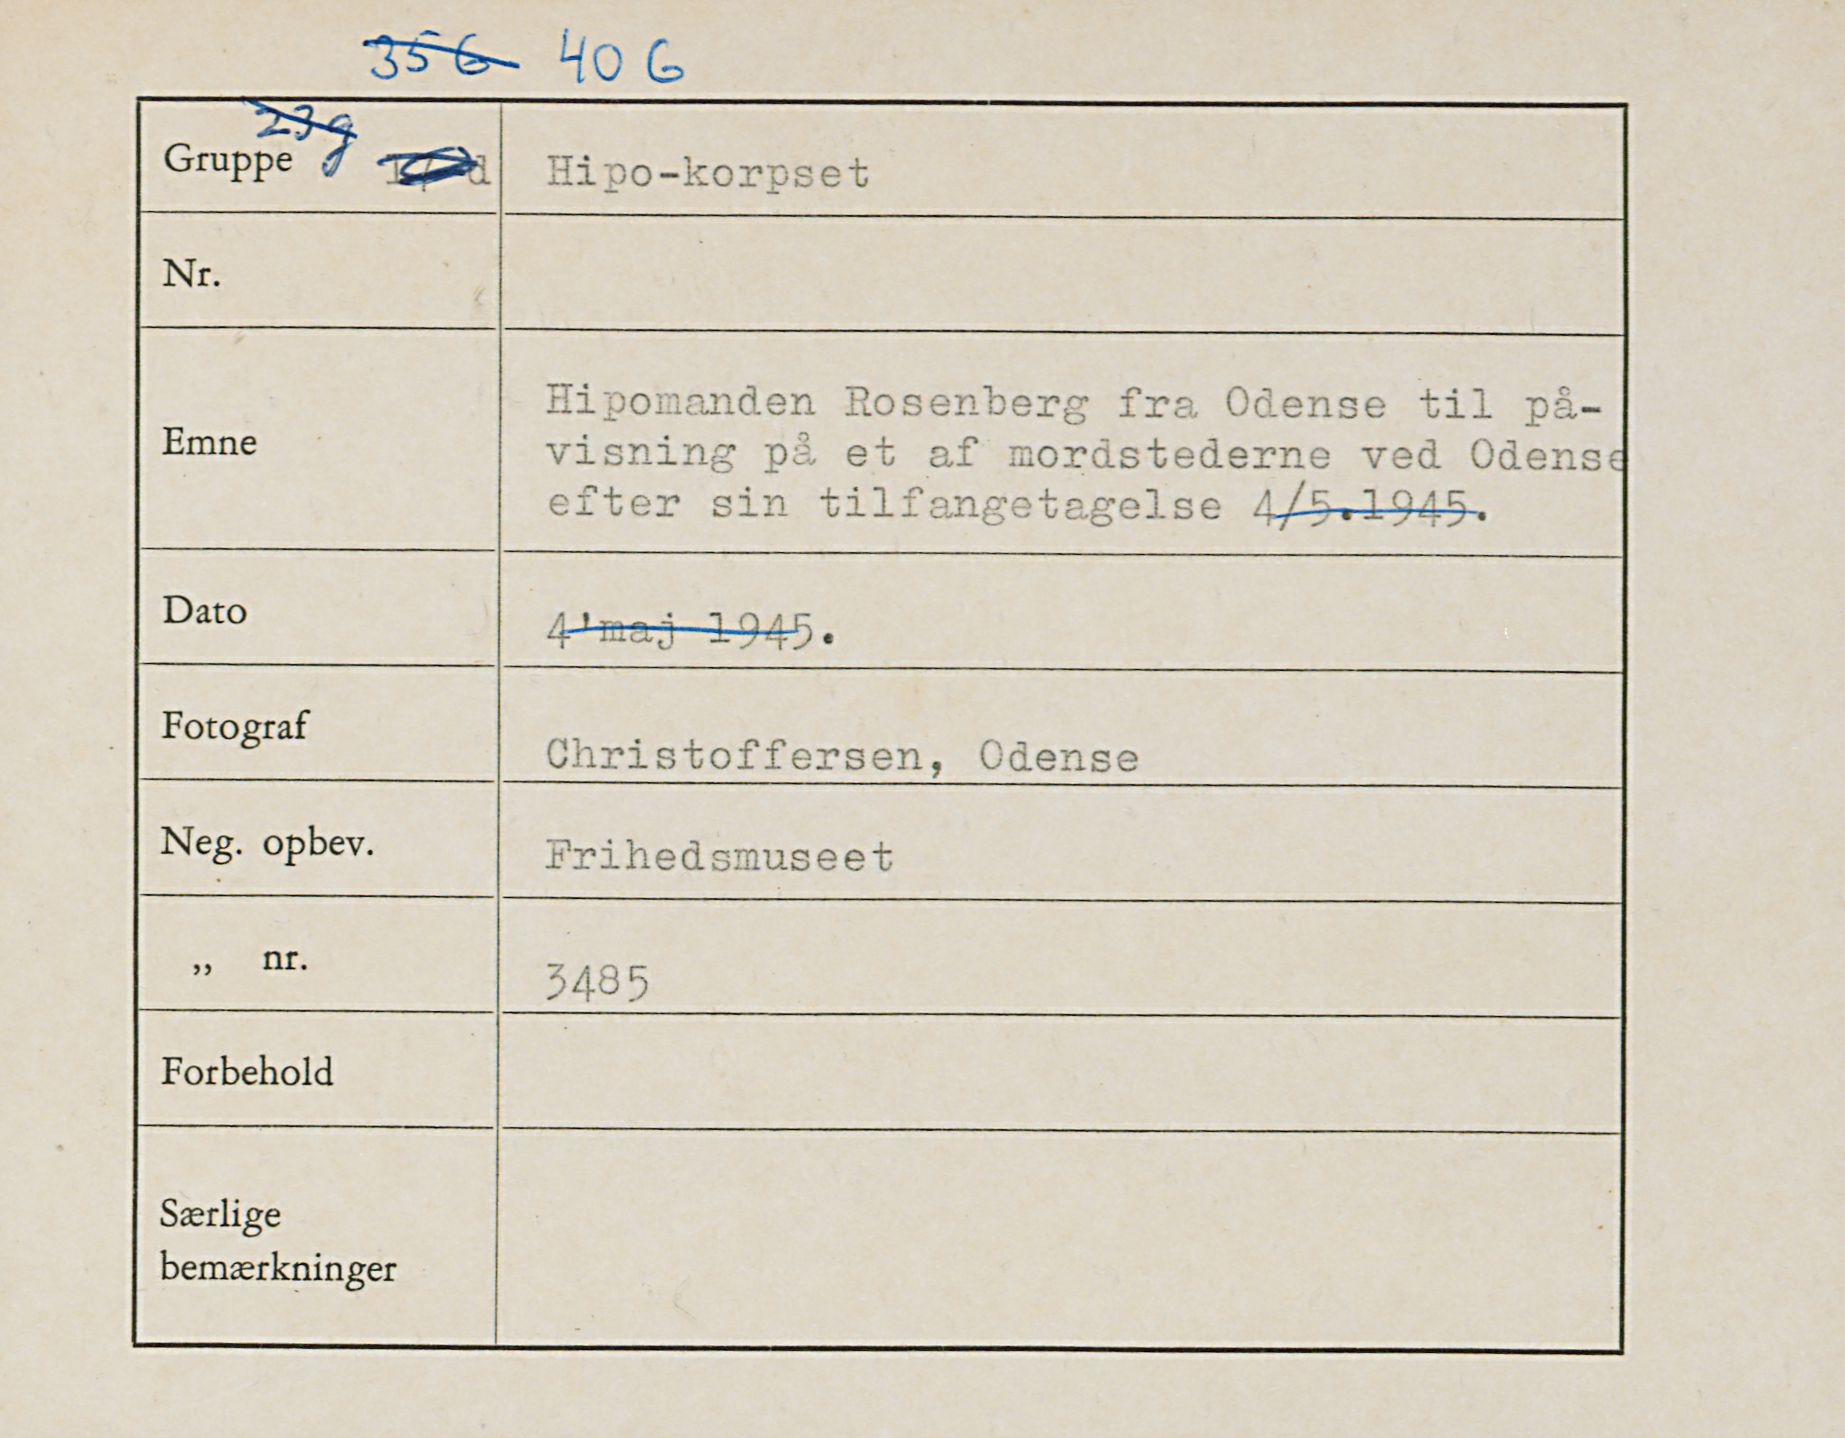 356 40 G
23g
Gruppe d Hipo-korpset
Nr.
Emne
Hipomanden Rosenberg fra Odense til på-
visning på et af mordstederne ved Odense
efter sin tilfangetagelse 4/5.1945.
Dato 4'maj 1945.
Fotograf Christoffersen, Odense
Neg. opbev. Frihedsmuseet
„ nr. 3485
Forbehold
Særlige
bemærkninger